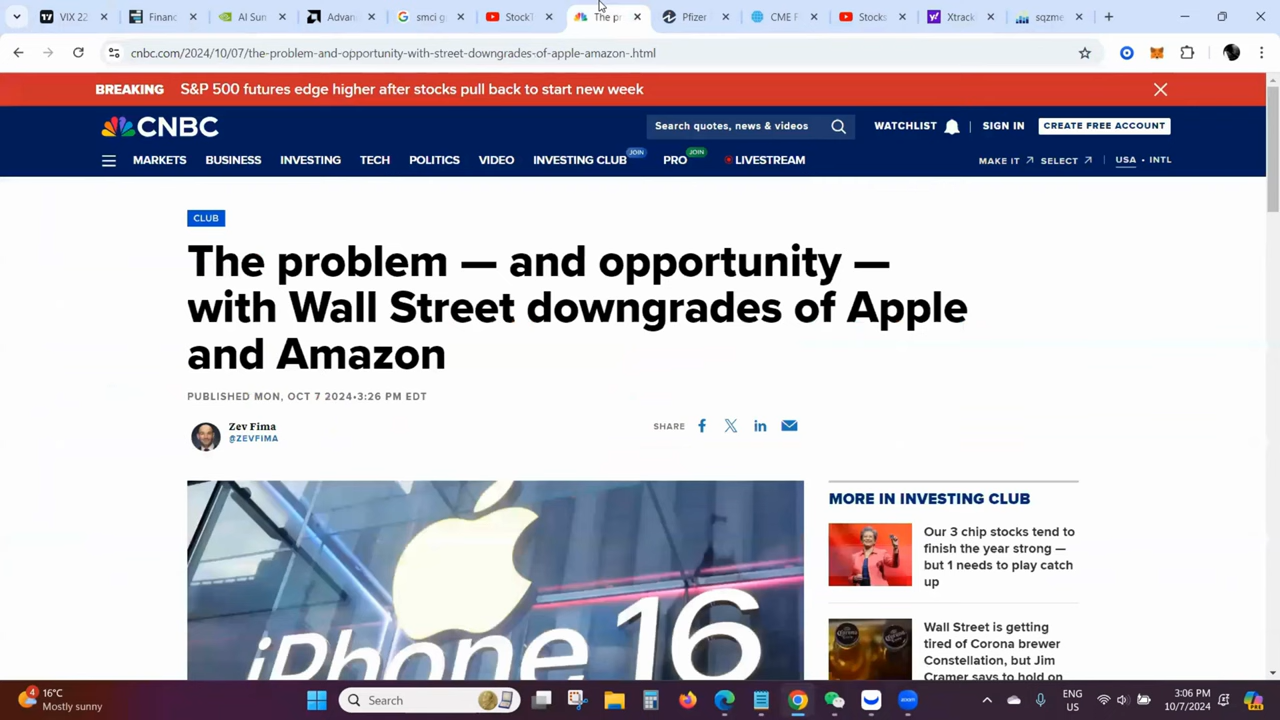 VIX 22
Financ
AI Sun
Advan
smci g
StockT
The pr
Pfizer
CME F
Stocks
Xtrack
sqzme
cnbc.com/2024/10/07/the-problem-and-opportunity-with-street-downgrades-of-apple-amazon-.html
BREAKING S&P 500 futures edge higher after stocks pull back to start new week
CNBC
Search quotes, news & videos
WATCHLIST
SIGN IN
CREATE FREE ACCOUNT
MARKETS
BUSINESS
INVESTING
TECH
POLITICS
VIDEO
INVESTING CLUB JOIN
PRO JOIN
LIVESTREAM
MAKE IT
SELECT
USA • INTL
CLUB
The problem — and opportunity —
with Wall Street downgrades of Apple
and Amazon
PUBLISHED MON, OCT 7 2024•3:26 PM EDT
Zev Fima
@ZEVFIMA
SHARE
iPhone 16
MORE IN INVESTING CLUB
Our 3 chip stocks tend to
finish the year strong —
but 1 needs to play catch
up
Wall Street is getting
tired of Corona brewer
Constellation, but Jim
Cramer says to hold on
4
16°C
Mostly sunny
Search
ENG
US
3:06 PM
10/7/2024